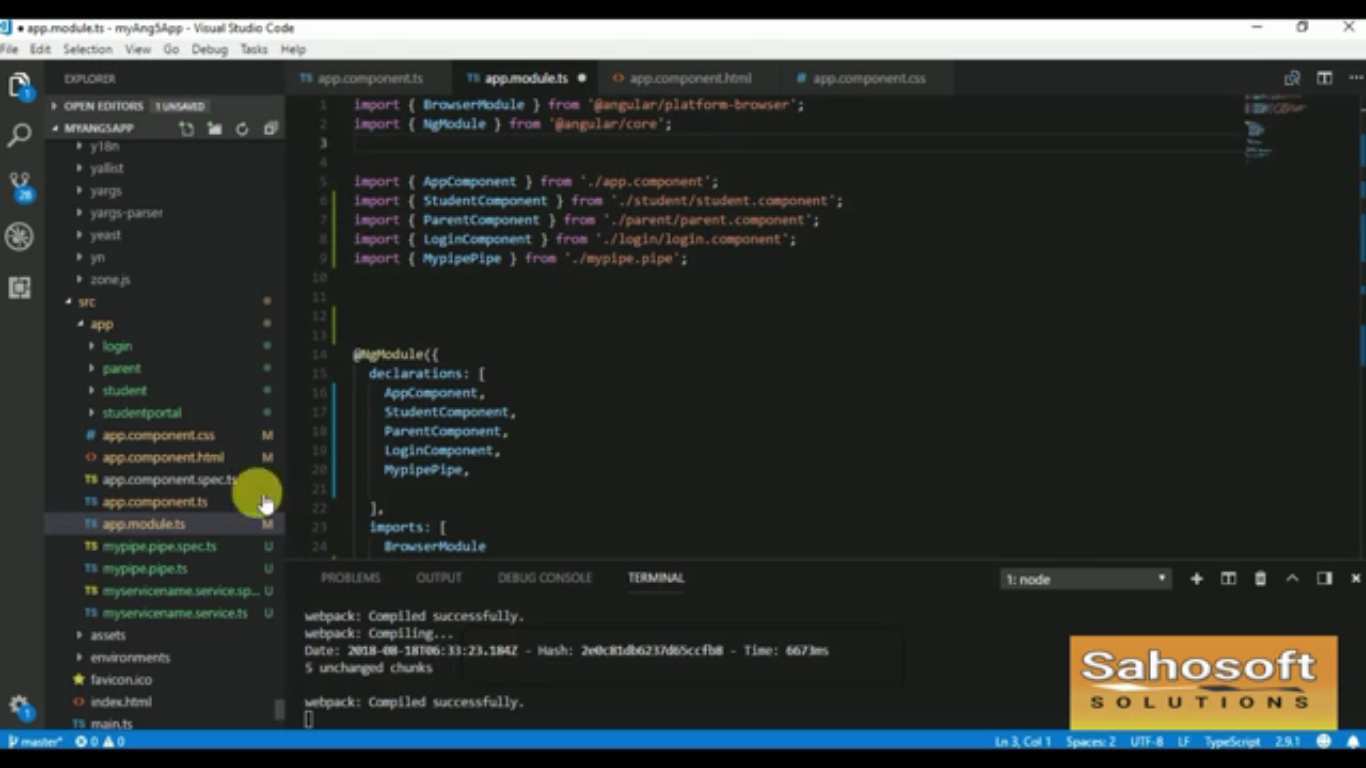 ● app.module.ts - myAng5App - Visual Studio Code
File Edit Selection View Go Debug Tasks Help
EXPLORER
OPEN EDITORS 1 UNSAVED
MYANG5APP
y18n
yallist
yargs
yargs-parser
yeast
yn
zone.js
src
app
login
parent
student
studentportal
app.component.css M
app.component.html M
app.component.spec.ts
app.component.ts
app.module.ts M
mypipe.pipe.spec.ts U
mypipe.pipe.ts U
myservicename.service.sp... U
myservicename.service.ts U
assets
environments
favicon.ico
index.html
main.ts
app.component.ts app.module.ts ● app.component.html app.component.css
1 import { BrowserModule } from '@angular/platform-browser';
2 import { NgModule } from '@angular/core';
3
4
5 import { AppComponent } from './app.component';
6 import { StudentComponent } from './student/student.component';
7 import { ParentComponent } from './parent/parent.component';
8 import { LoginComponent } from './login/login.component';
9 import { MypipePipe } from './mypipe.pipe';
10
11
12
13
14 @NgModule({
15 declarations: [
16 AppComponent,
17 StudentComponent,
18 ParentComponent,
19 LoginComponent,
20 MypipePipe,
21
22 ],
23 imports: [
24 BrowserModule
PROBLEMS OUTPUT DEBUG CONSOLE TERMINAL 1: node
webpack: Compiled successfully.
webpack: Compiling...
Date: 2018-08-18T06:33:23.184Z - Hash: 2e0c81db6237d65ccfb8 - Time: 6673ms
5 unchanged chunks
webpack: Compiled successfully.
Sahosoft
SOLUTIONS
master* 0 0 Ln 3, Col 1 Spaces: 2 UTF-8 LF TypeScript 2.9.1